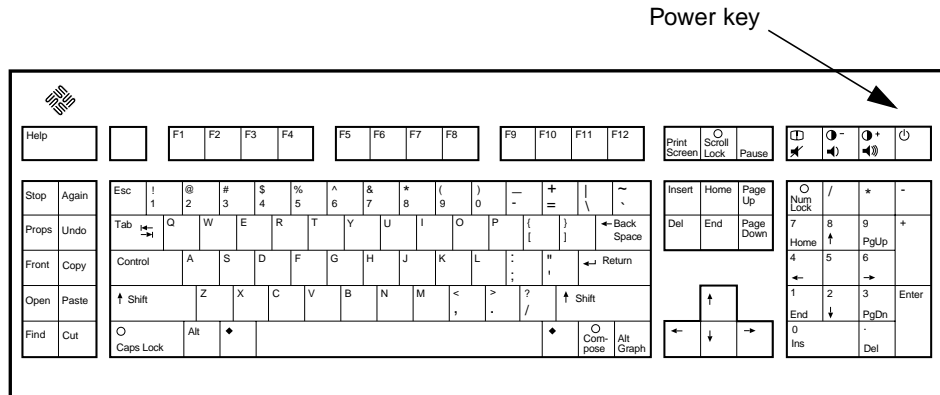 Power key
Help
F1 F2 F3 F4 F5 F6 F7 F8 F9 F10 F11 F12
Print Screen
Scroll Lock
Pause
- +
Stop Again
Esc
! 1
@ 2
# 3
$ 4
% 5
^ 6
& 7
* 8
( 9
) 0
— -
+ =
| \
~ `
Insert Home Page Up
Num Lock
/ * -
Props Undo
Tab Q W E R T Y U I O P
{ [
} ]
Back Space
Del End Page Down
7 Home
8
9 PgUp
+
Front Copy
Control A S D F G H J K L
: ;
" '
Return
4 5 6
Open Paste
Shift Z X C V B N M
< ,
> .
? /
Shift
1 End
2
3 PgDn
Enter
Find Cut
Caps Lock
Alt
Com-
pose
Alt Graph
0 Ins
. Del